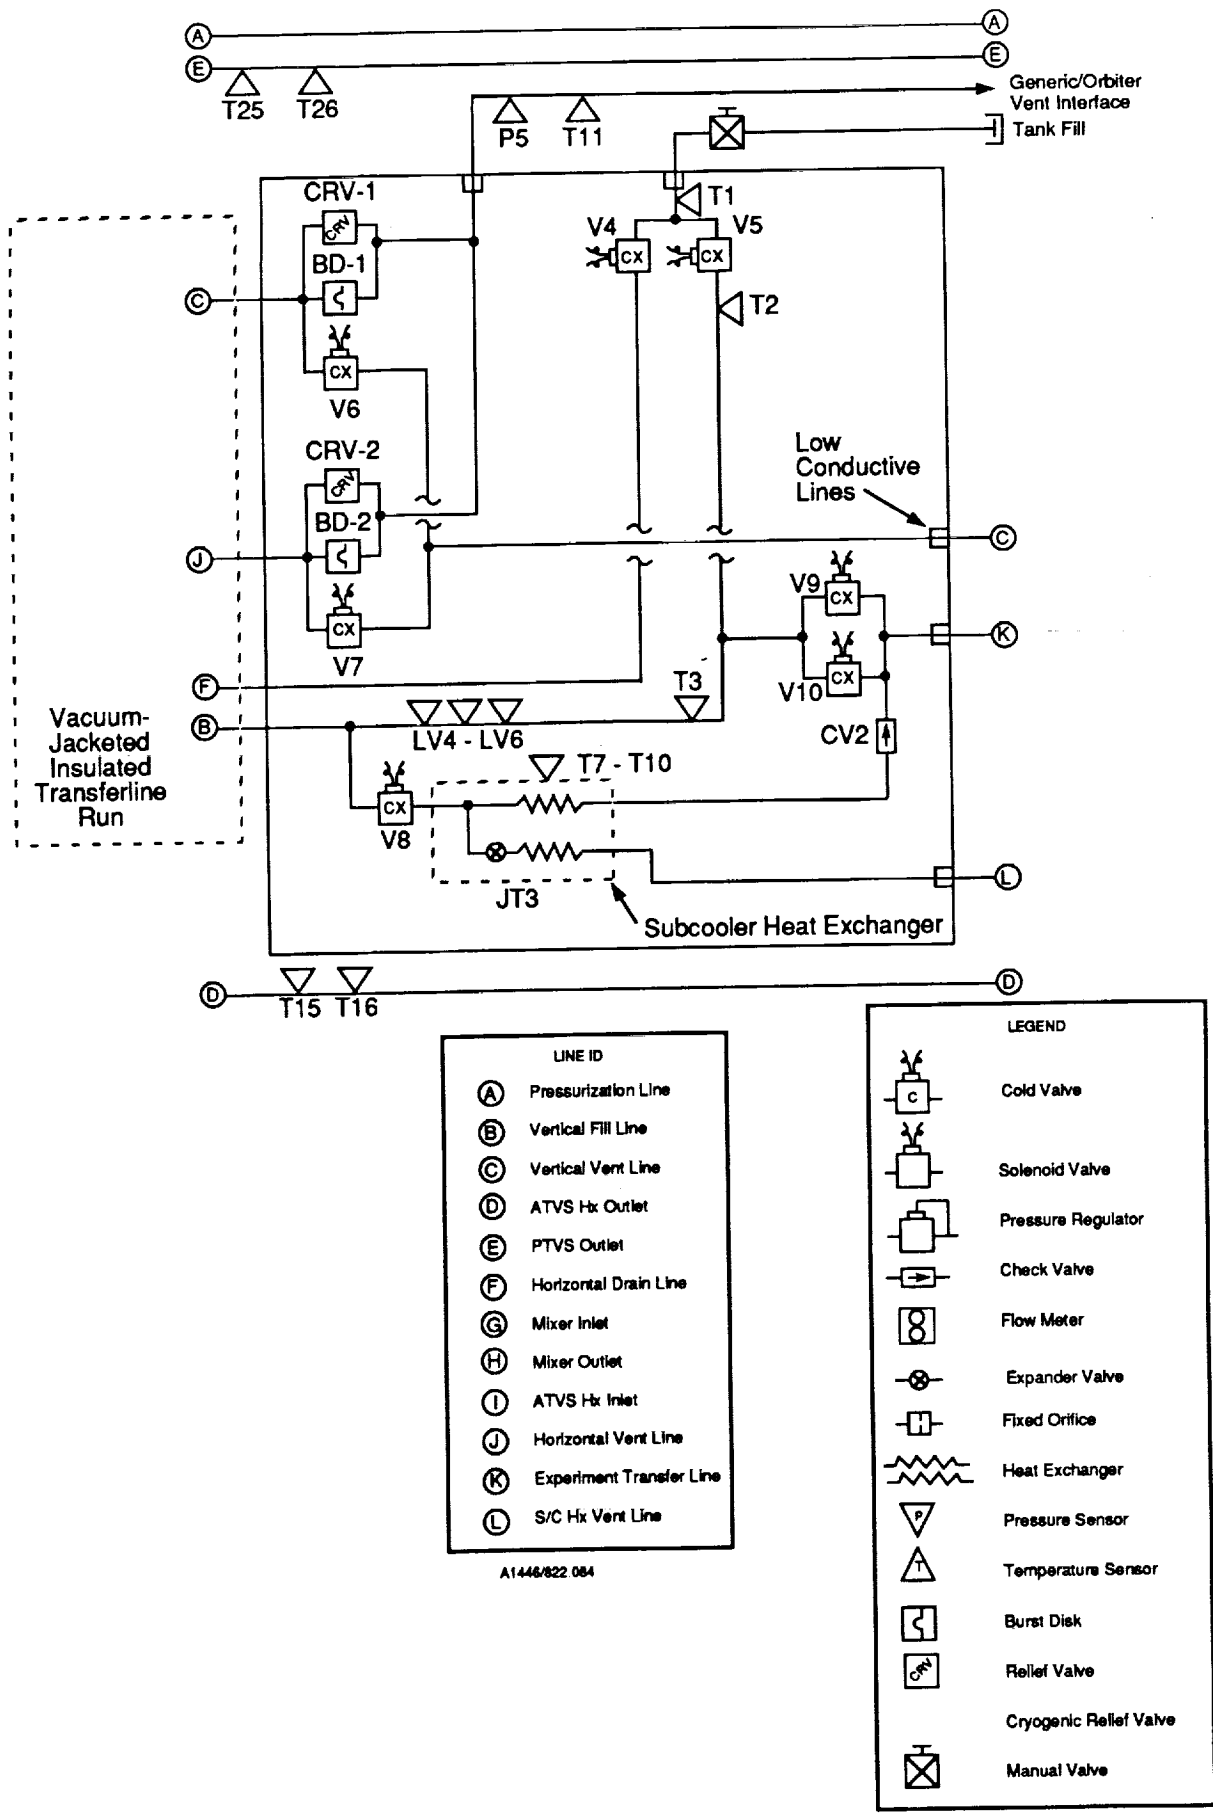 A
A
E
E
T25
T26
P5
T11
Generic/Orbiter
Vent Interface
Tank Fill
CRV-1
CRV
T1
V4
V5
CX
CX
BD-1
C
T2
CX
V6
CRV-2
CRV
Low
Conductive
Lines
BD-2
C
J
V9
CX
CX
K
V7
V10
CX
F
T3
B
LV4 - LV6
CV2
Vacuum-
Jacketed
Insulated
Transferline
Run
T7 - T10
CX
V8
JT3
L
Subcooler Heat Exchanger
D
D
T15
T16
LINE ID
A Pressurization Line
B Vertical Fill Line
C Vertical Vent Line
D ATVS Hx Outlet
E PTVS Outlet
F Horizontal Drain Line
G Mixer Inlet
H Mixer Outlet
I ATVS Hx Inlet
J Horizontal Vent Line
K Experiment Transfer Line
L S/C Hx Vent Line
A1446/822.064
LEGEND
C Cold Valve
Solenoid Valve
Pressure Regulator
Check Valve
Flow Meter
Expander Valve
Fixed Orifice
Heat Exchanger
P Pressure Sensor
T Temperature Sensor
Burst Disk
CRV Relief Valve
Cryogenic Relief Valve
Manual Valve